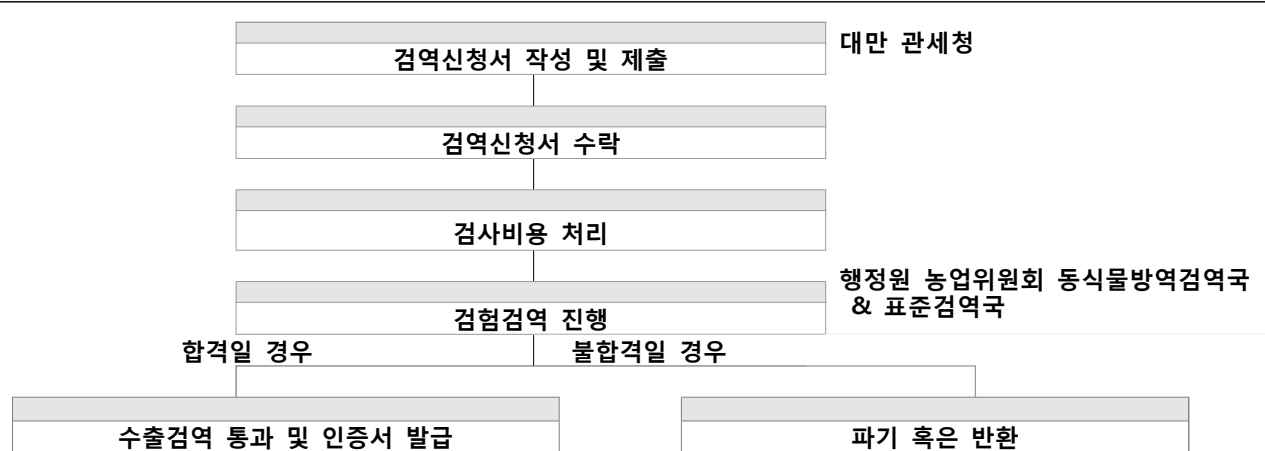 대만 관세청
검역신청서 작성 및 제출
검역신청서 수락
검사비용 처리
행정원 농업위원회 동식물방역검역국
& 표준검역국
검험검역 진행
합격일 경우
불합격일 경우
수출검역 통과 및 인증서 발급
파기 혹은 반환